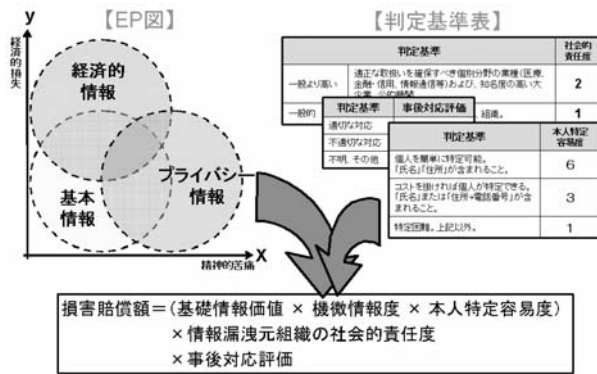 【EP図】
y
経済的損失
経済的
情報
基本
情報
プライバシー
情報
x
精神的苦痛
【判定基準表】
判定基準
社会的
責任度
一般より高い
適正な取扱いを確保すべき個別分野の業種(医療、
金融・信用、情報通信等)および、知名度の高い大
企業、公的機関
2
一般的
組織。
1
判定基準
事後対応評価
適切な対応
不適切な対応
不明、その他
判定基準
本人特定
容易度
個人を簡単に特定可能。
「氏名」「住所」が含まれること。
6
コストを掛ければ個人が特定できる。
「氏名」または「住所+電話番号」が含
まれること。
3
特定困難。上記以外。
1
損害賠償額=(基礎情報価値 × 機微情報度 × 本人特定容易度)
×情報漏洩元組織の社会的責任度
×事後対応評価